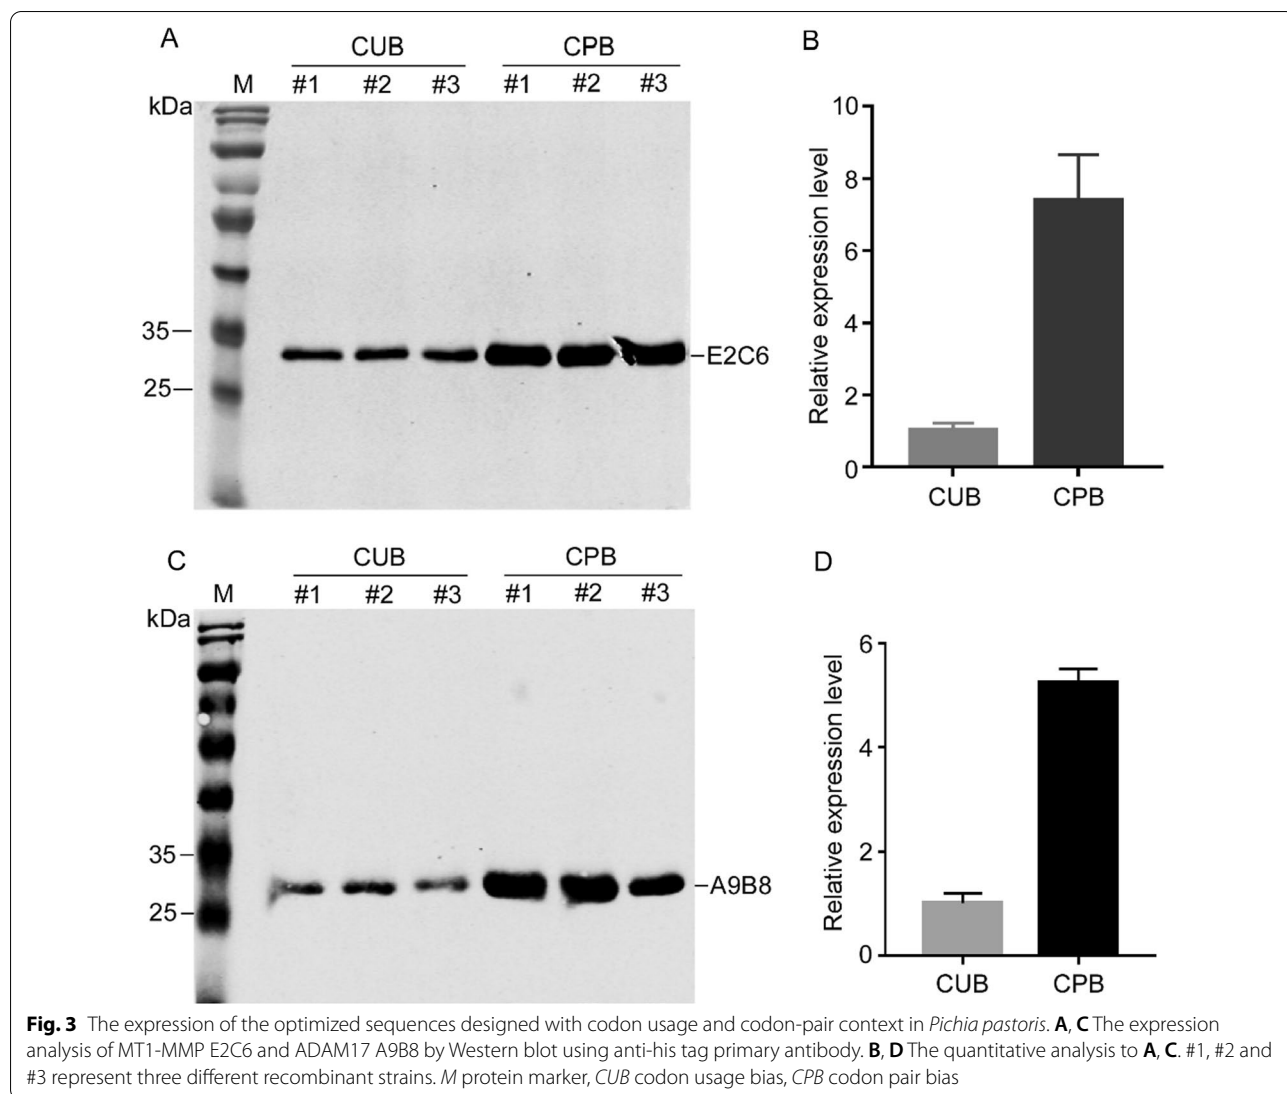 A
CUB
CPB
M
#1
#2
#3
#1
#2
#3
kDa
35
25
E2C6
B
Relative expression level
10
8
6
4
2
0
CUB
CPB
C
CUB
CPB
M
#1
#2
#3
#1
#2
#3
kDa
35
25
A9B8
D
Relative expression level
6
4
2
0
CUB
CPB
Fig. 3 The expression of the optimized sequences designed with codon usage and codon-pair context in Pichia pastoris. A, C The expression
analysis of MT1-MMP E2C6 and ADAM17 A9B8 by Western blot using anti-his tag primary antibody. B, D The quantitative analysis to A, C. #1, #2 and
#3 represent three different recombinant strains. M protein marker, CUB codon usage bias, CPB codon pair bias